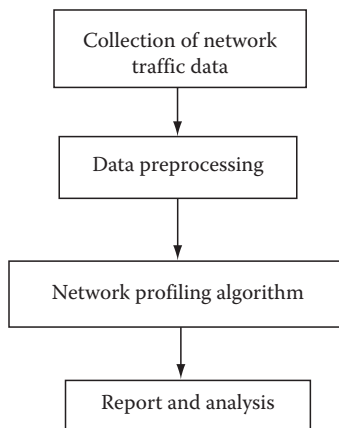 Collection of network
traffic data
Data preprocessing
Network profiling algorithm
Report and analysis